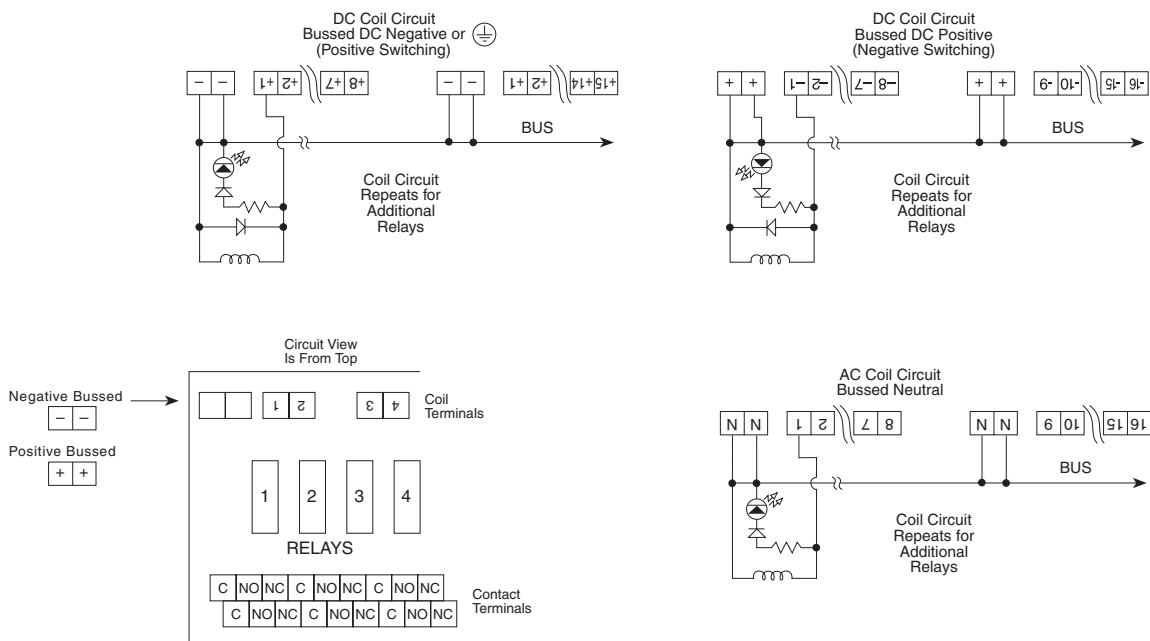 DC Coil Circuit
Bussed DC Negative or
(Positive Switching)
– – +1 +2 +7 +8 – – +1 +2 +14 +15
BUS
Coil Circuit
Repeats for
Additional
Relays
DC Coil Circuit
Bussed DC Positive
(Negative Switching)
+ + –1 –2 –7 –8 + + -9 -10 -15 -16
BUS
Coil Circuit
Repeats for
Additional
Relays
Circuit View
Is From Top
Negative Bussed
– –
Positive Bussed
+ +
1 2 3 4
Coil
Terminals
1 2 3 4
RELAYS
C NO NC C NO NC C NO NC
C NO NC C NO NC C NO NC
Contact
Terminals
AC Coil Circuit
Bussed Neutral
N N 1 2 7 8 N N 9 10 15 16
BUS
Coil Circuit
Repeats for
Additional
Relays